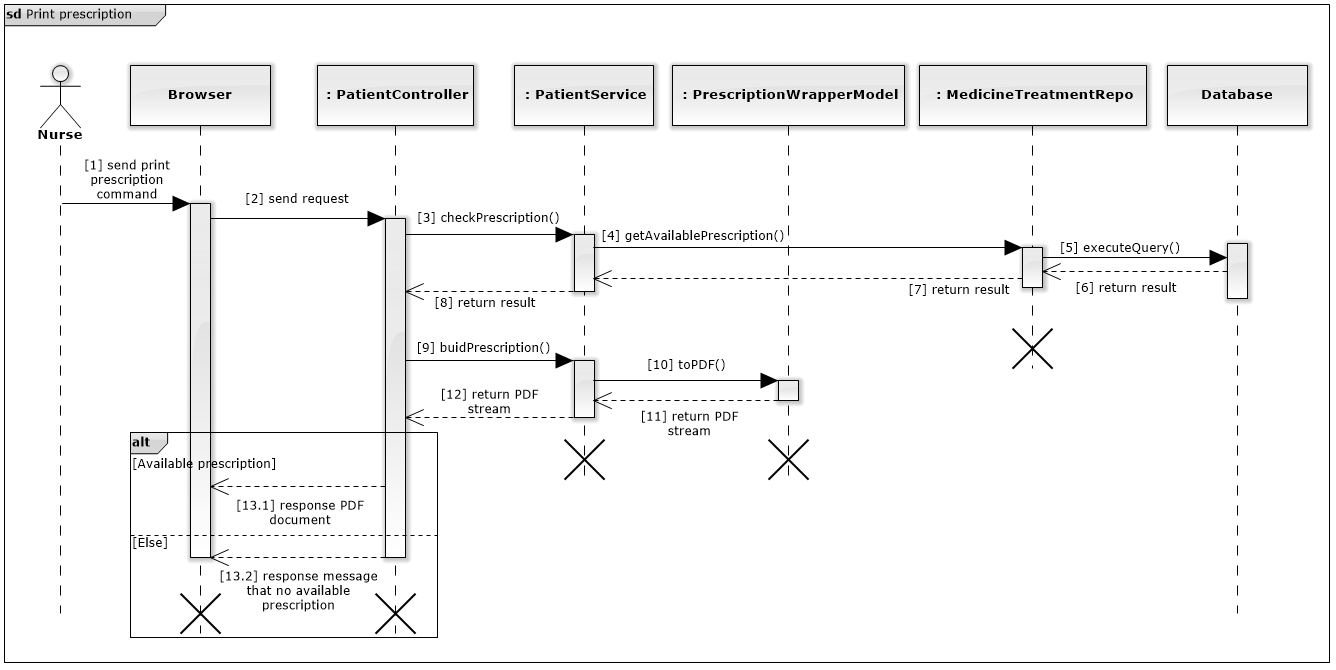 sd Print prescription
Nurse
Browser
: PatientController
: PatientService
: PrescriptionWrapperModel
: MedicineTreatmentRepo
Database
[1] send print
prescription
command
[2] send request
[3] checkPrescription()
[4] getAvailablePrescription()
[5] executeQuery()
[6] return result
[7] return result
[8] return result
[9] buidPrescription()
[10] toPDF()
[11] return PDF
stream
[12] return PDF
stream
alt
[Available prescription]
[13.1] response PDF
document
[Else]
[13.2] response message
that no available
prescription